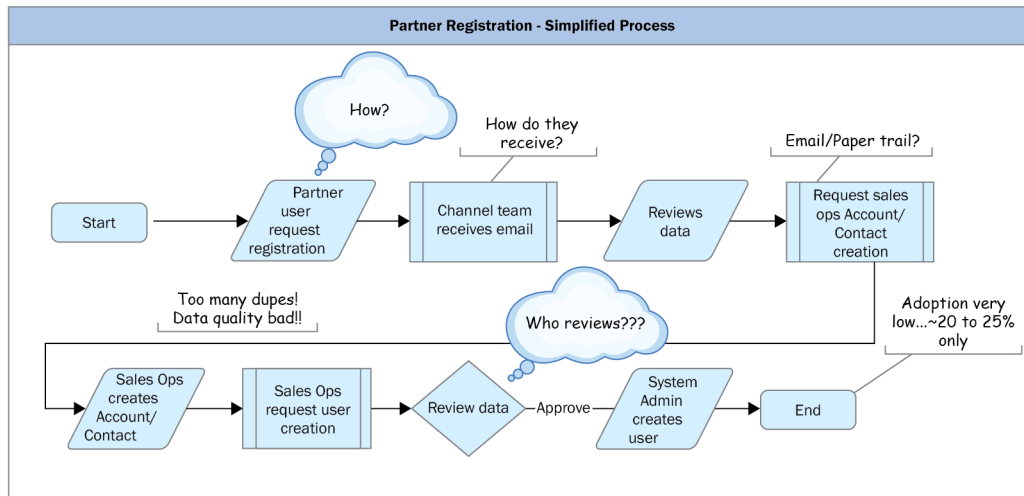 Partner Registration - Simplified Process
How?
How do they
receive?
Email/Paper trail?
Start
Partner
user
request
registration
Channel team
receives email
Reviews
data
Request sales
ops Account/
Contact
creation
Too many dupes!
Data quality bad!!
Who reviews???
Adoption very
low...~20 to 25%
only
Sales Ops
creates
Account/
Contact
Sales Ops
request user
creation
Review data
Approve
System
Admin
creates
user
End